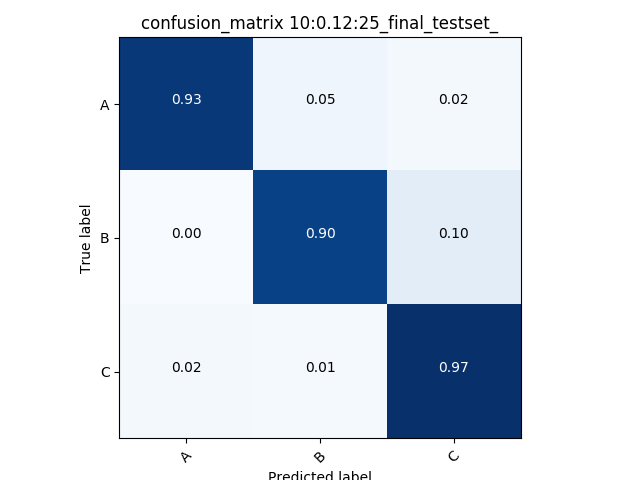 confusion_matrix 10:0.12:25_final_testset_
True label
A
0.93 0.05 0.02
B
0.00 0.90 0.10
C
0.02 0.01 0.97
A B C
Predicted label